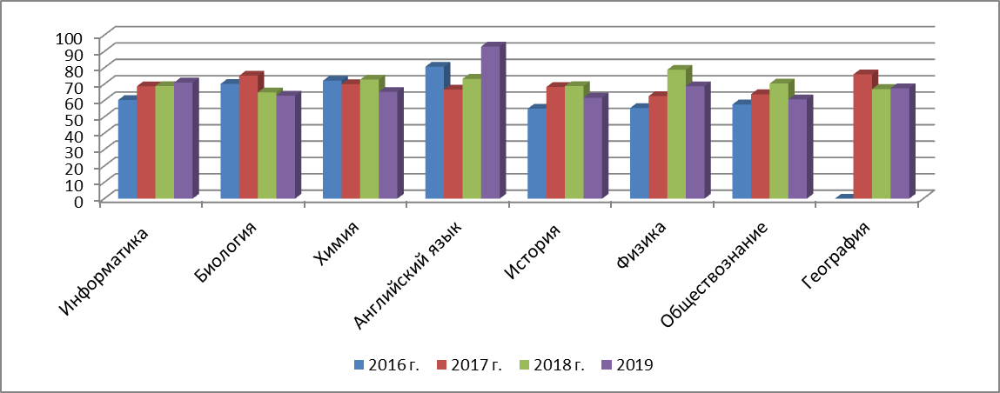 100
90
80
70
60
50
40
30
20
10
0
Информатика
Биология
Химия
Английский язык
История
Физика
Обществознание
География
2016 г. 2017 г. 2018 г. 2019